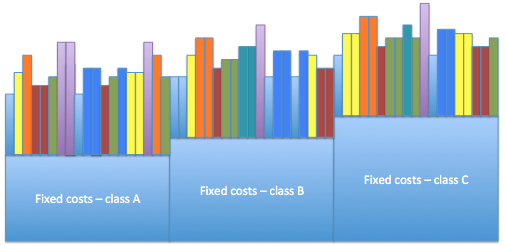 Fixed costs – class A
Fixed costs – class B
Fixed costs – class C